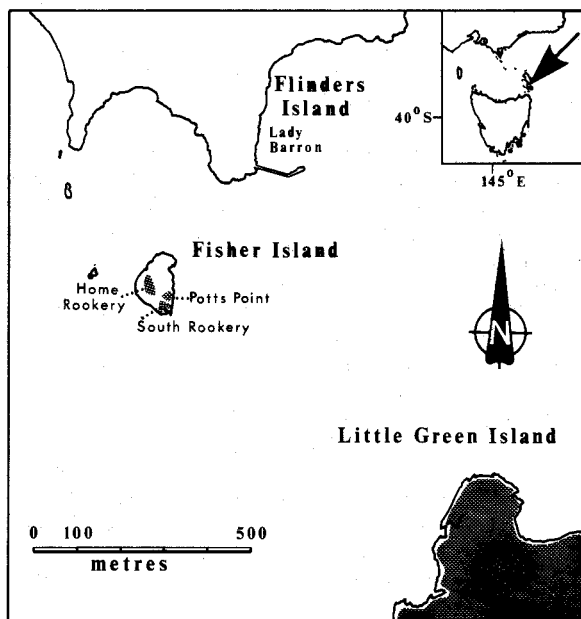 Flinders
Island
Lady
Barron
40°S
145°E
Fisher Island
Home
Rookery
Potts Point
South Rookery
N
Little Green Island
0 100 500
metres